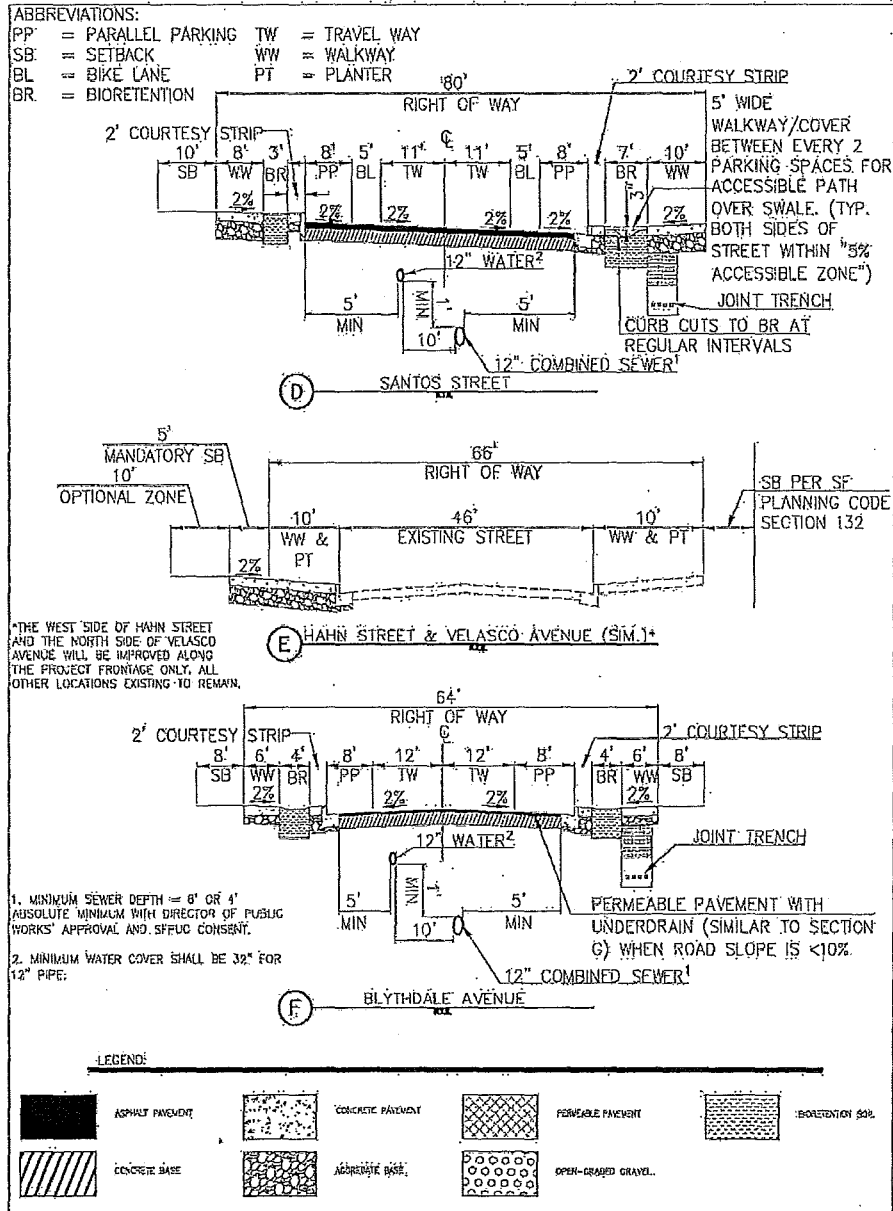 ABBREVIATIONS:
PP = PARALLEL PARKING TW = TRAVEL WAY
SB = SETBACK WW = WALKWAY
BL = BIKE LANE PT = PLANTER
BR = BIORETENTION
80'
RIGHT OF WAY
2' COURTESY STRIP
2' COURTESY STRIP
5' WIDE
WALKWAY/COVER
BETWEEN EVERY 2
PARKING SPACES FOR
ACCESSIBLE PATH
OVER SWALE. (TYP.
BOTH SIDES OF
STREET WITHIN "5%
ACCESSIBLE ZONE")
10' 8' 3' 8' 5' 11' 11' 5' 8' 7' 10'
SB WW BR PP BL TW TW BL PP BR WW
3"
2% 2% 2% 2% 2% 2%
12" WATER²
5' MIN
1' MIN.
5' MIN
10'
JOINT TRENCH
CURB CUTS TO BR AT
REGULAR INTERVALS
12" COMBINED SEWER¹
D SANTOS STREET
N.T.S.
5'
MANDATORY SB
10'
OPTIONAL ZONE
66'
RIGHT OF WAY
SB PER SF
PLANNING CODE
SECTION 132
10' 46' 10'
WW & PT EXISTING STREET WW & PT
2%
E HAHN STREET & VELASCO AVENUE (SIM.)*
N.T.S.
*THE WEST SIDE OF HAHN STREET
AND THE NORTH SIDE OF VELASCO
AVENUE WILL BE IMPROVED ALONG
THE PROJECT FRONTAGE ONLY. ALL
OTHER LOCATIONS EXISTING TO REMAIN.
64'
RIGHT OF WAY
2' COURTESY STRIP
2' COURTESY STRIP
8' 6' 4' 8' 12' 12' 8' 4' 6' 8'
SB WW BR PP TW TW PP BR WW SB
2% 2% 2% 2%
12" WATER²
JOINT TRENCH
5' MIN
1' MIN.
5' MIN
10'
PERMEABLE PAVEMENT WITH
UNDERDRAIN (SIMILAR TO SECTION
G) WHEN ROAD SLOPE IS <10%
12" COMBINED SEWER¹
1. MINIMUM SEWER DEPTH = 6' OR 4'
ABSOLUTE MINIMUM WITH DIRECTOR OF PUBLIC
WORKS' APPROVAL AND SFPUC CONSENT.
2. MINIMUM WATER COVER SHALL BE 32" FOR
12" PIPE.
F BLYTHDALE AVENUE
N.T.S.
LEGEND:
ASPHALT PAVEMENT CONCRETE PAVEMENT PERMEABLE PAVEMENT BIORETENTION SOIL
CONCRETE BASE AGGREGATE BASE OPEN-GRADED GRAVEL